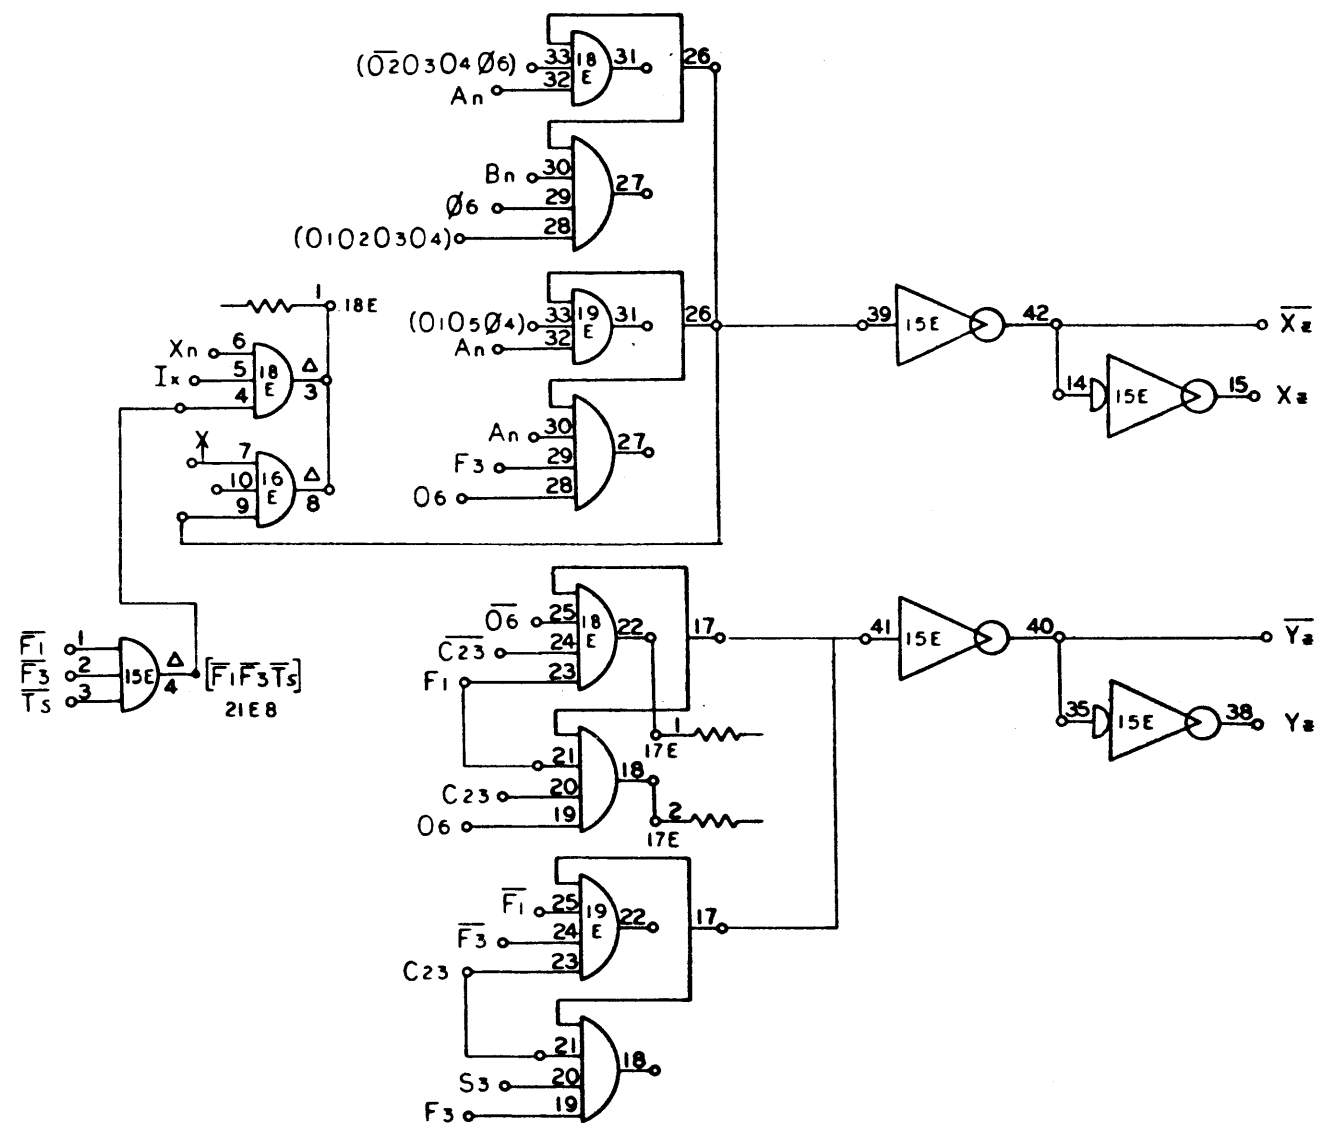 (O̅2̅O3O4Ø6) 33 18 E 31 26
An 32
Bn 30 27
Ø6 29
(O1O2O3O4) 28
1 18E
(O1O5Ø4) 33 19 E 31 26
An 32
39 15E 42 X̅z̅
14 15E 15 Xz
Xn 6 Δ
Ix 5 18 E 3
4
X 7 Δ
10 16 E 8
9
An 30 27
F3 29
O6 28
O̅6̅ 25 18 E 22 17
C̅2̅3̅ 24
F1 23
41 15E 40 Y̅z̅
35 15E 38 Yz
F̅1̅ 1
F̅3̅ 2 15E Δ 4 [F̅1F̅3T̅s]
T̅s̅ 3
21E8
1
17E
21 18
C23 20
O6 19
2
17E
F̅1̅ 25 19 E 22 17
F̅3̅ 24
C23 23
21 18
S3 20
F3 19